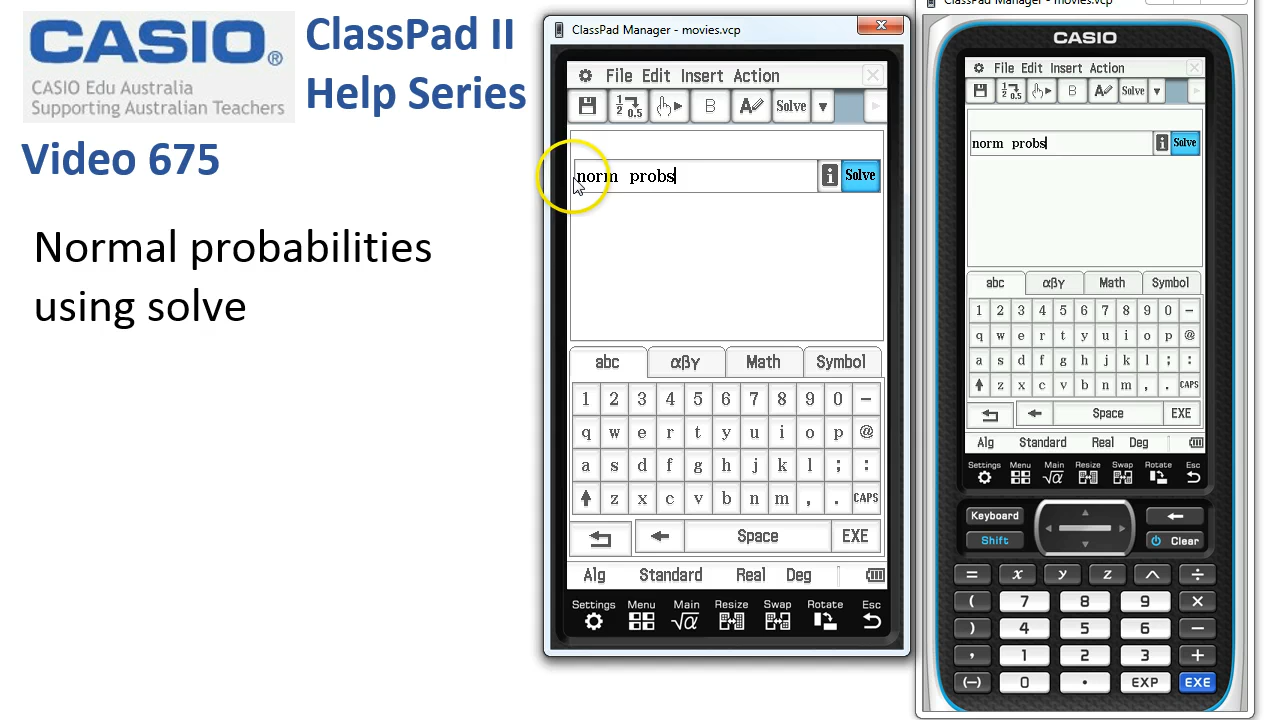 CASIO®
CASIO Edu Australia
Supporting Australian Teachers
ClassPad II
Help Series
Video 675
Normal probabilities
using solve
ClassPad Manager - movies.vcp
File Edit Insert Action
B Solve
norm probs
Solve
abc αβγ Math Symbol
1 2 3 4 5 6 7 8 9 0 −
q w e r t y u i o p @
a s d f g h j k l ; :
z x c v b n m , . CAPS
Space EXE
Alg Standard Real Deg
Settings Menu Main Resize Swap Rotate Esc
ClassPad Manager - movies.vcp
CASIO
File Edit Insert Action
B Solve
norm probs
Solve
abc αβγ Math Symbol
1 2 3 4 5 6 7 8 9 0 −
q w e r t y u i o p @
a s d f g h j k l ; :
z x c v b n m , . CAPS
Space EXE
Alg Standard Real Deg
Settings Menu Main Resize Swap Rotate Esc
Keyboard
Shift Clear
= x y z ^ ÷
( 7 8 9 ×
) 4 5 6 −
, 1 2 3 +
(−) 0 • EXP EXE